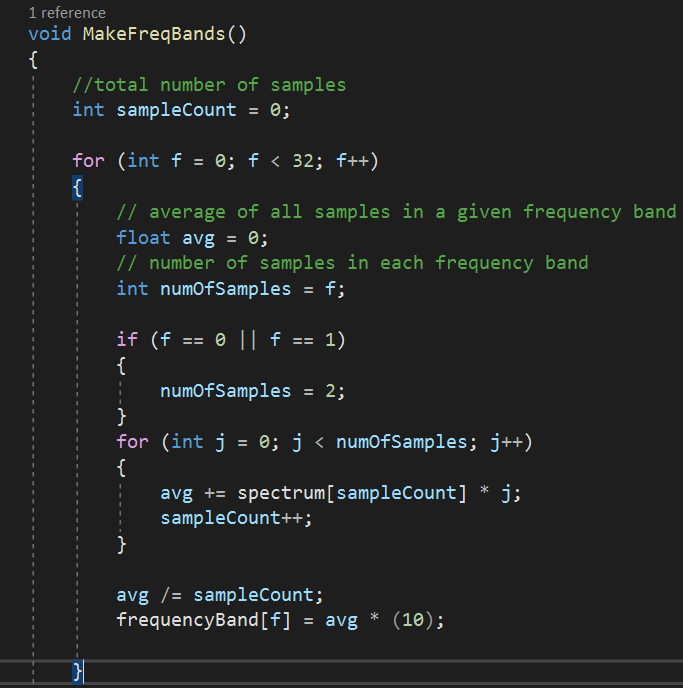 1 reference
void MakeFreqBands()
{
//total number of samples
int sampleCount = 0;
for (int f = 0; f < 32; f++)
{
// average of all samples in a given frequency band
float avg = 0;
// number of samples in each frequency band
int numOfSamples = f;
if (f == 0 || f == 1)
{
numOfSamples = 2;
}
for (int j = 0; j < numOfSamples; j++)
{
avg += spectrum[sampleCount] * j;
sampleCount++;
}
avg /= sampleCount;
frequencyBand[f] = avg * (10);
}